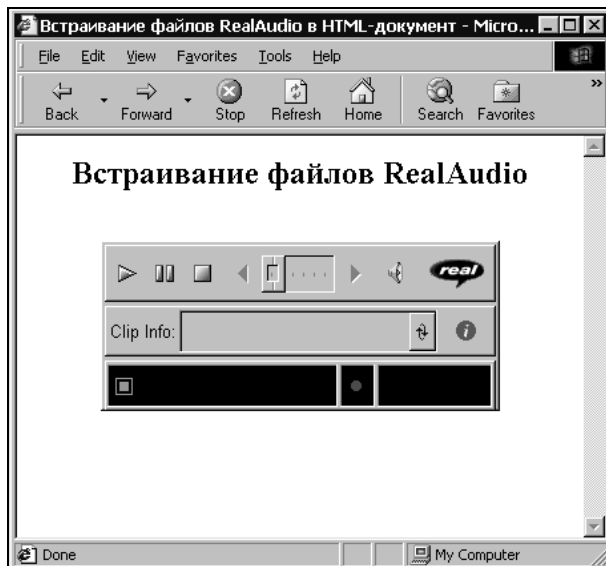 Встраивание файлов RealAudio в HTML-документ - Micro...
File Edit View Favorites Tools Help
Back Forward Stop Refresh Home Search Favorites »
Встраивание файлов RealAudio
real
Clip Info:
Done My Computer